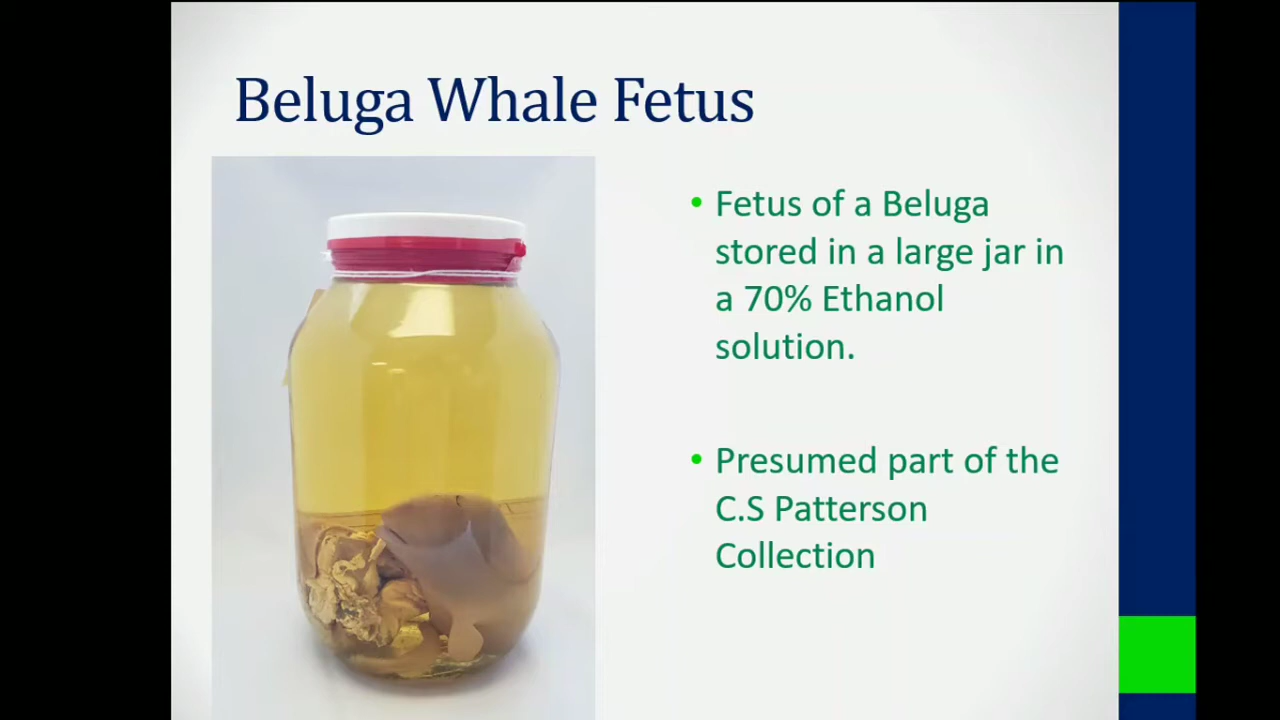 Beluga Whale Fetus
• Fetus of a Beluga
stored in a large jar in
a 70% Ethanol
solution.
• Presumed part of the
C.S Patterson
Collection